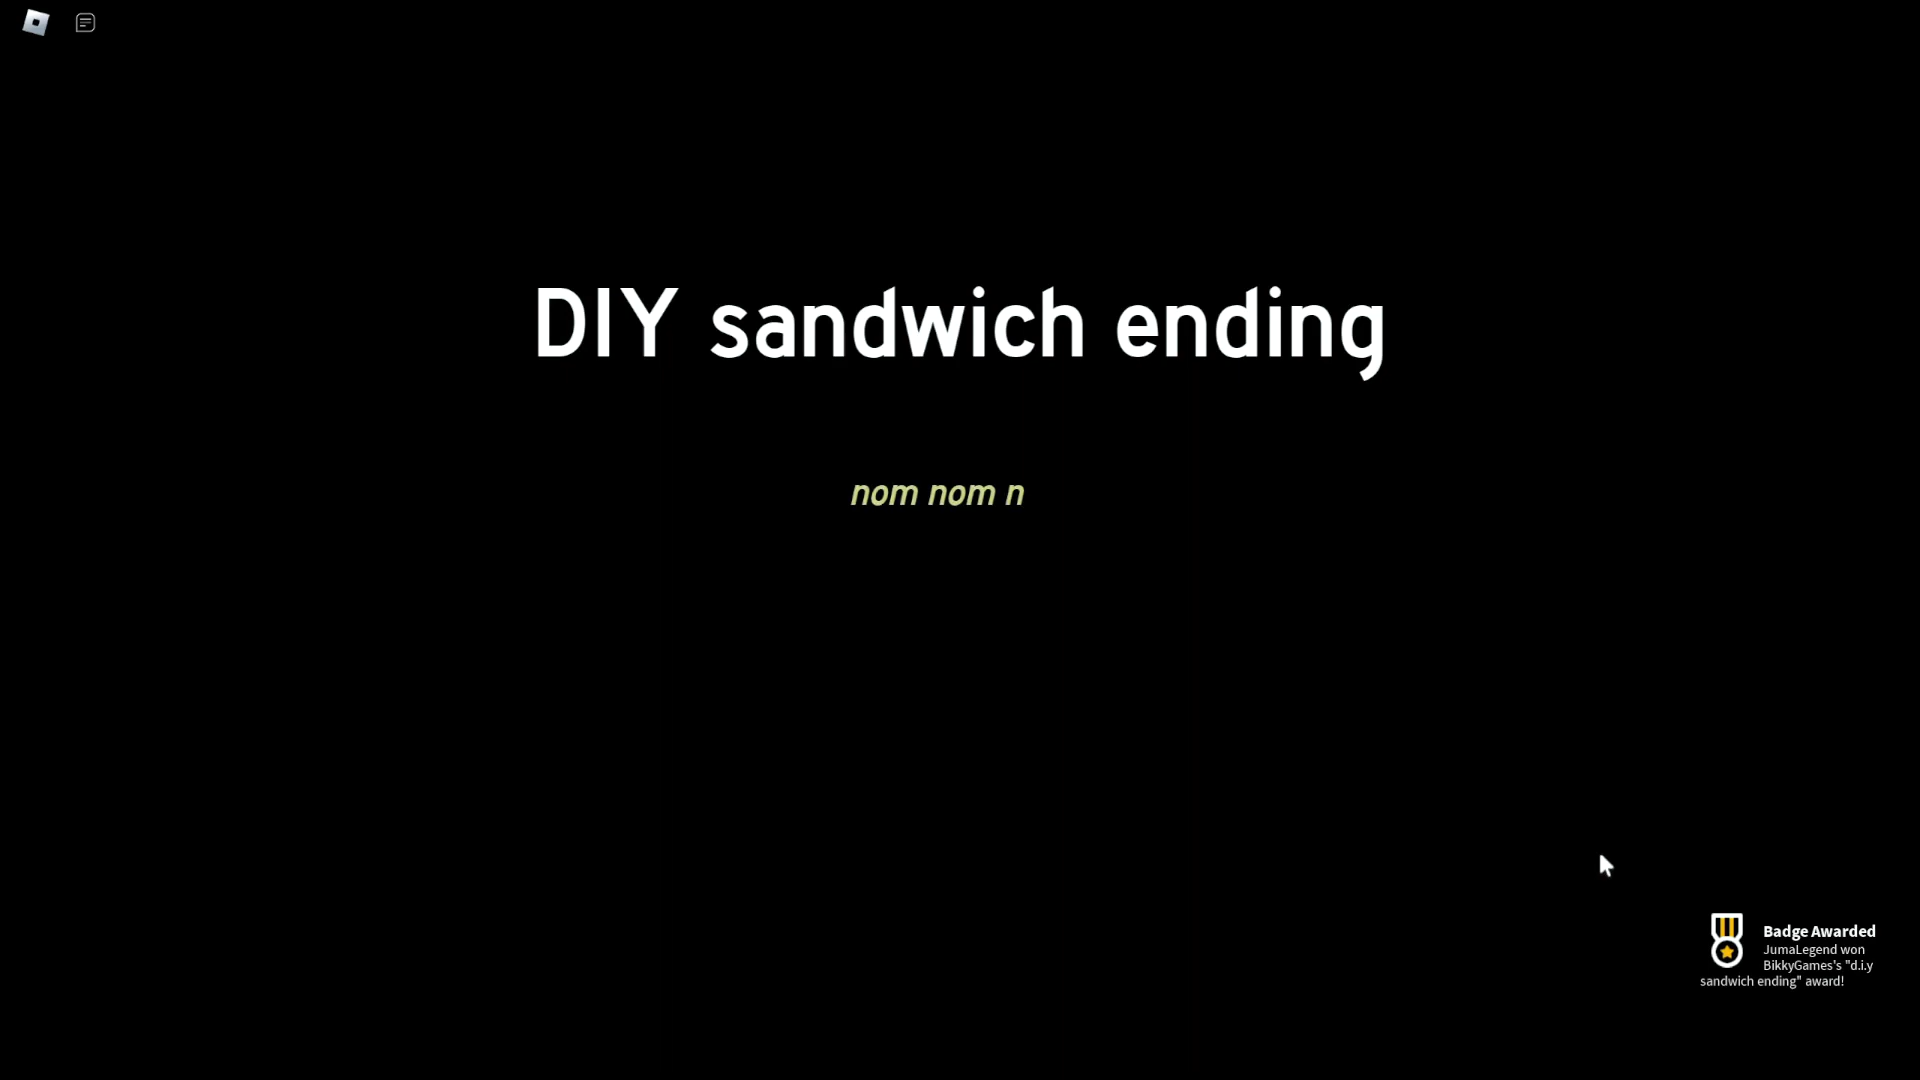 DIY sandwich ending
nom nom n
Badge Awarded
JumaLegend won
BikkyGames's "d.i.y
sandwich ending" award!